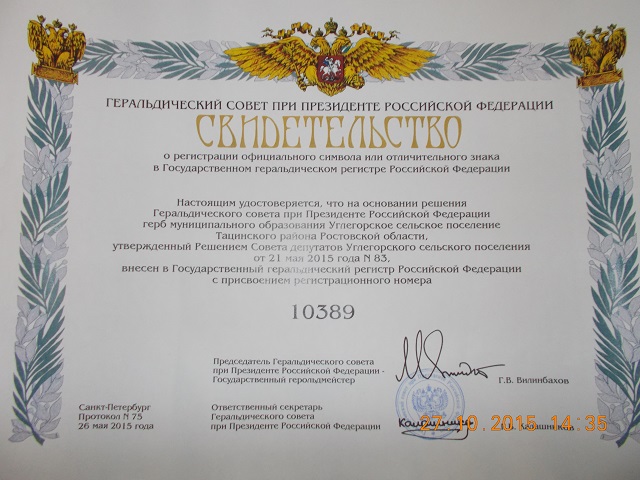 ГЕРАЛЬДИЧЕСКИЙ СОВЕТ ПРИ ПРЕЗИДЕНТЕ РОССИЙСКОЙ ФЕДЕРАЦИИ
СВИДЕТЕЛЬСТВО
о регистрации официального символа или отличительного знака
в Государственном геральдическом регистре Российской Федерации
Настоящим удостоверяется, что на основании решения
Геральдического совета при Президенте Российской Федерации
герб муниципального образования Углегорское сельское поселение
Тацинского района Ростовской области,
утвержденный Решением Совета депутатов Углегорского сельского поселения
от 21 мая 2015 года N 83,
внесен в Государственный геральдический регистр Российской Федерации
с присвоением регистрационного номера
10389
Председатель Геральдического совета
при Президенте Российской Федерации -
Государственный герольдмейстер
Г.В. Вилинбахов
Санкт-Петербург
Протокол N 75
26 мая 2015 года
Ответственный секретарь
Геральдического совета
при Президенте Российской Федерации
27-10-2015 14:35